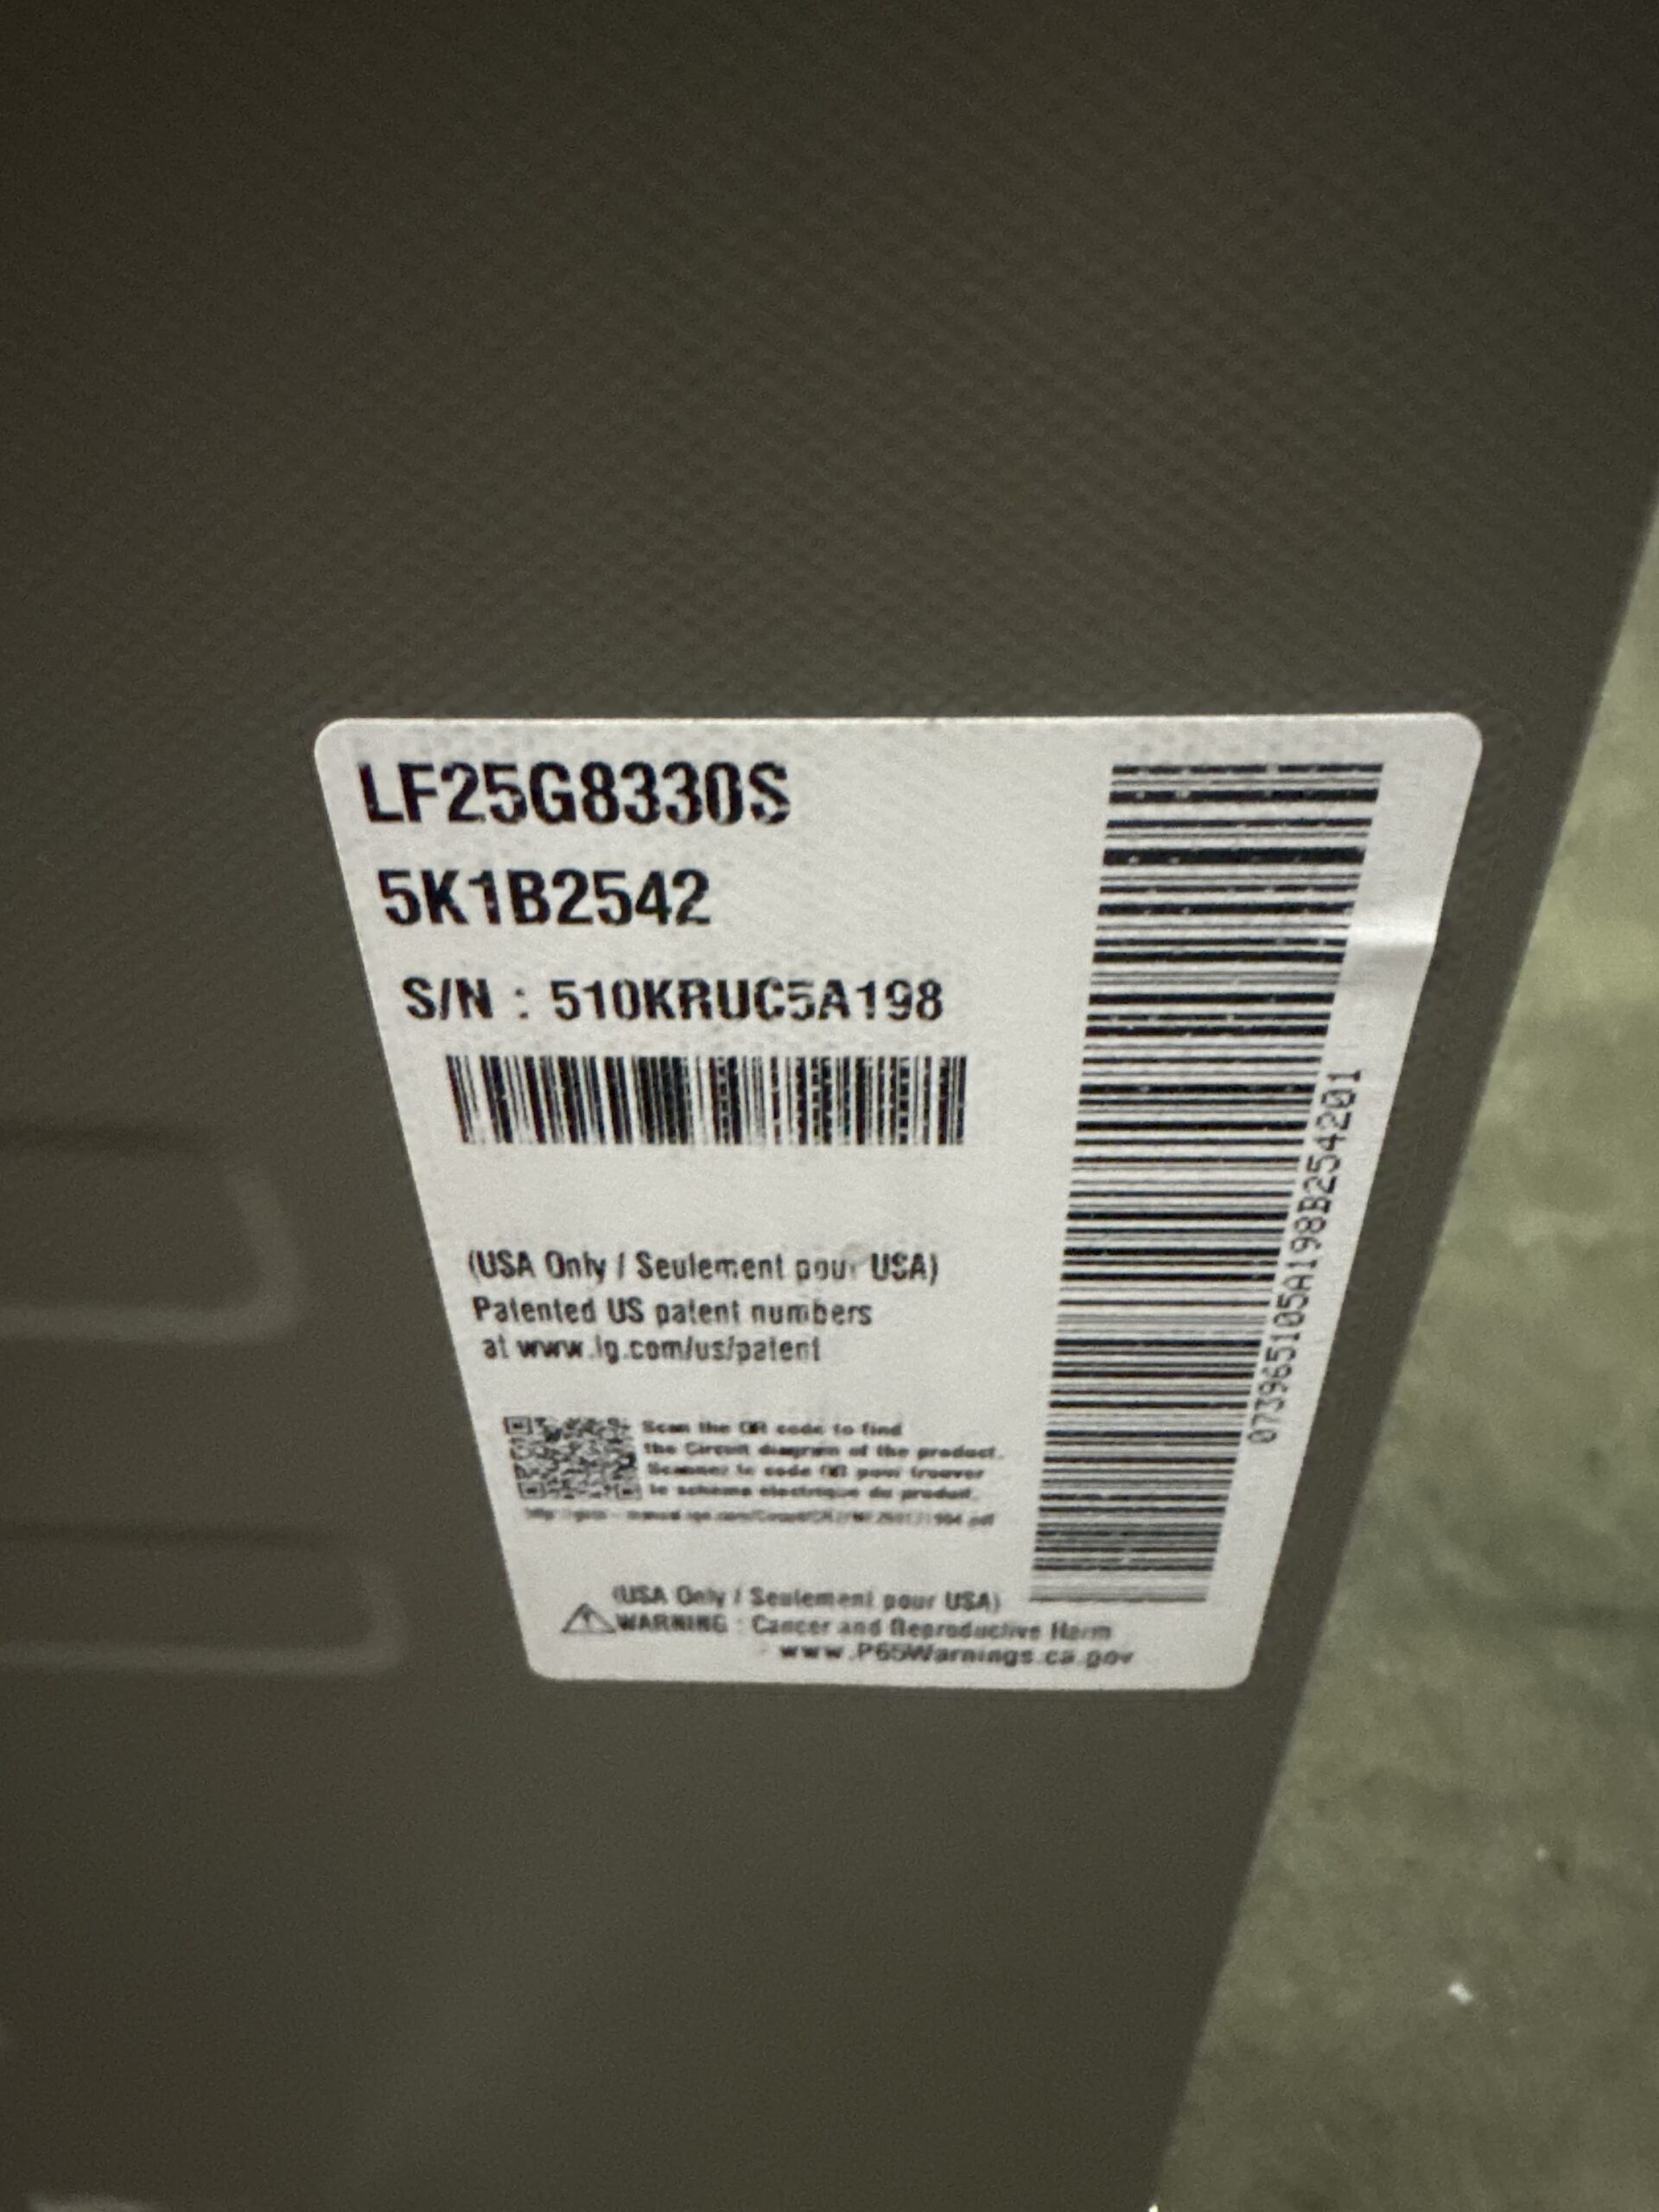 LF25G8330S
5K1B2542
S/N : 510KRUC5A198
(USA Only / Seulement pour USA)
Patented US patent numbers
at www.lg.com/us/patent
Scan the QR code to find
the Circuit diagram of the product.
Scannez le code QR pour trouver
le schéma électrique du produit.
(USA Only / Seulement pour USA)
WARNING : Cancer and Reproductive Harm
www.P65Warnings.ca.gov
073965105A198B254201